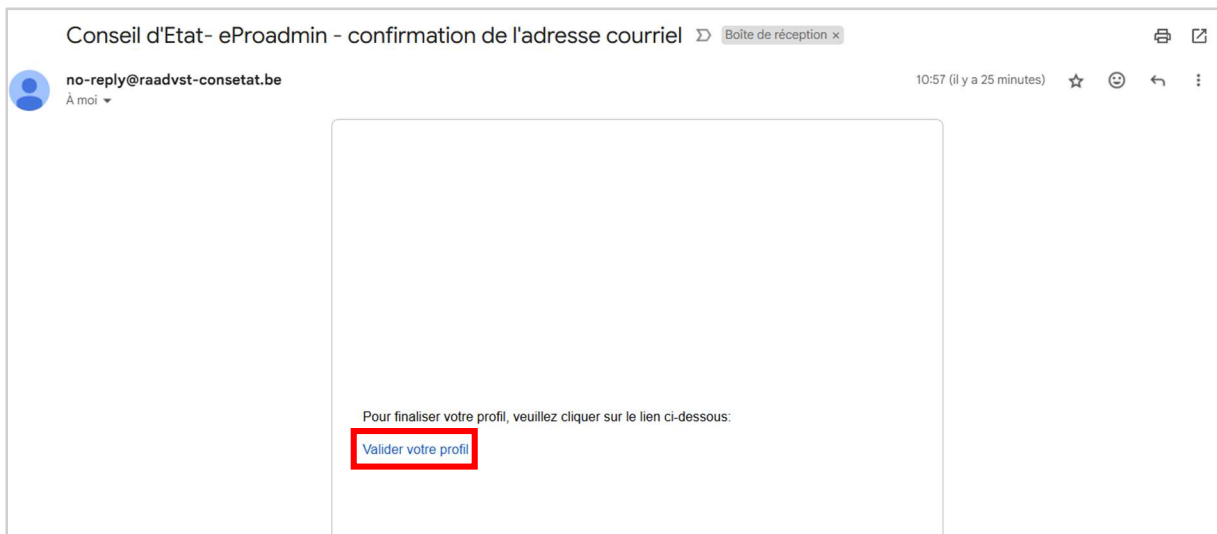 Conseil d'Etat- eProadmin - confirmation de l'adresse courriel Boîte de réception ×
no-reply@raadvst-consetat.be 10:57 (il y a 25 minutes)
À moi
Pour finaliser votre profil, veuillez cliquer sur le lien ci-dessous:
Valider votre profil